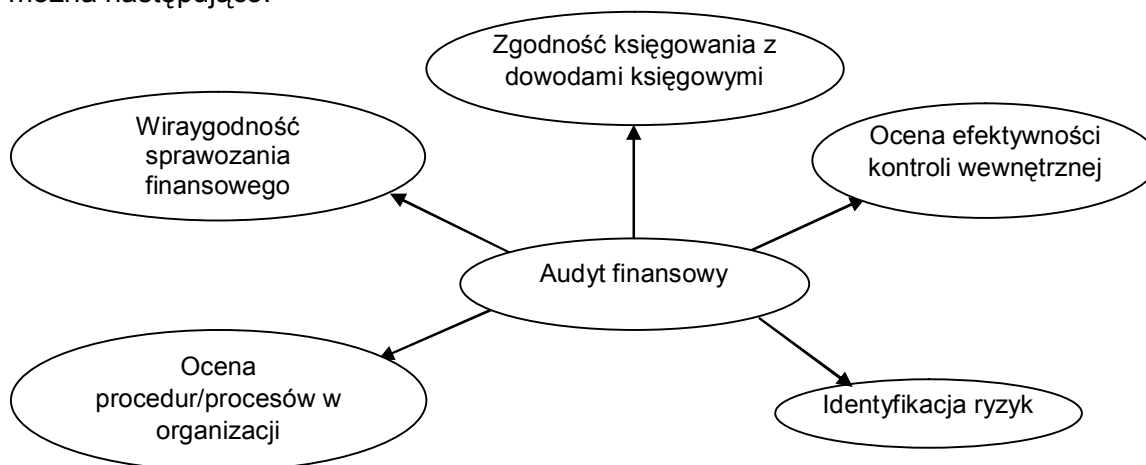 można następująco:
Zgodność księgowania z
dowodami księgowymi
Wiraygodność
sprawozania
finansowego
Ocena efektywności
kontroli wewnętrznej
Audyt finansowy
Ocena
procedur/procesów w
organizacji
Identyfikacja ryzyk